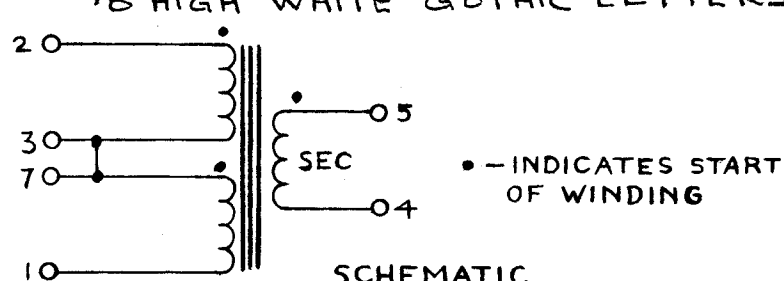 HIGH WHITE GOTHIC LETTERS
2
3
7
1
SEC
5
4
• – INDICATES START
OF WINDING
SCHEMATIC